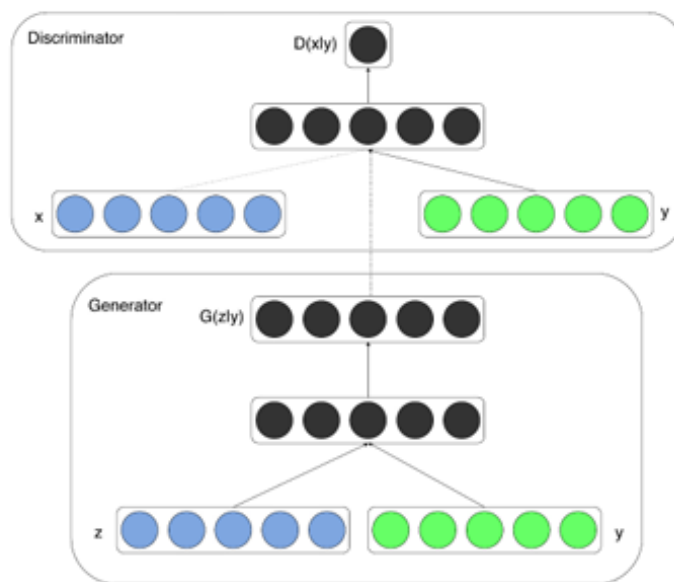 Discriminator
D(x|y)
x
y
Generator
G(z|y)
z
y